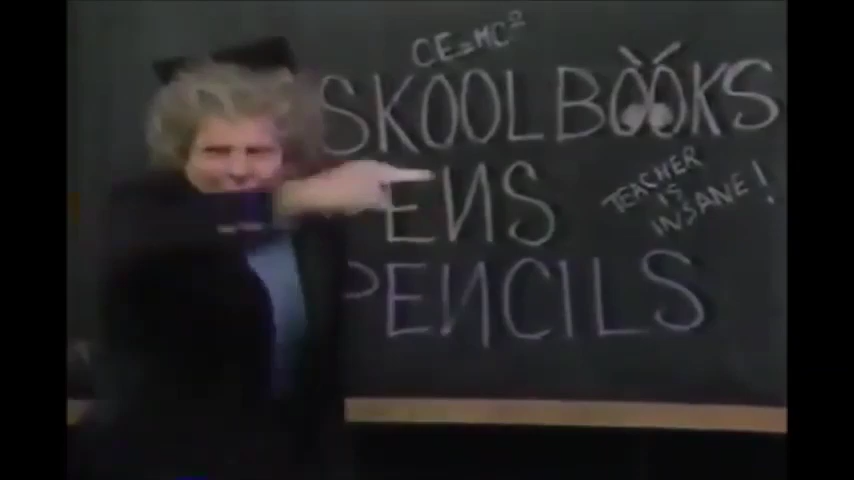 CE=MC²
SKOOLBOOKS
ENS
TEACHER
IS
INSANE!
PENCILS